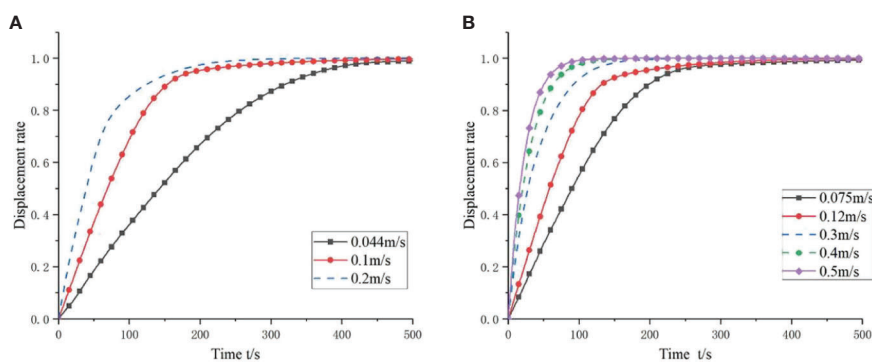 A
Displacement rate
1.0
0.8
0.6
0.4
0.2
0.0
0.044m/s
0.1m/s
0.2m/s
0 100 200 300 400 500
Time t/s
B
Displacement rate
1.0
0.8
0.6
0.4
0.2
0.0
0.075m/s
0.12m/s
0.3m/s
0.4m/s
0.5m/s
0 100 200 300 400 500
Time t/s